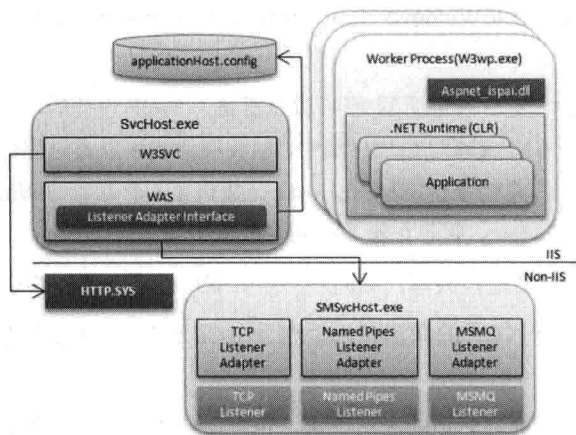 applicationHost.config
Worker Process(W3wp.exe)
Aspnet_ispai.dll
.NET Runtime (CLR)
Application
SvcHost.exe
W3SVC
WAS
Listener Adapter Interface
IIS
Non-IIS
HTTP.SYS
SMSvcHost.exe
TCP
Listener
Adapter
Named Pipes
Listener
Adapter
MSMQ
Listener
Adapter
TCP
Listener
Named Pipes
Listener
MSMQ
Listener